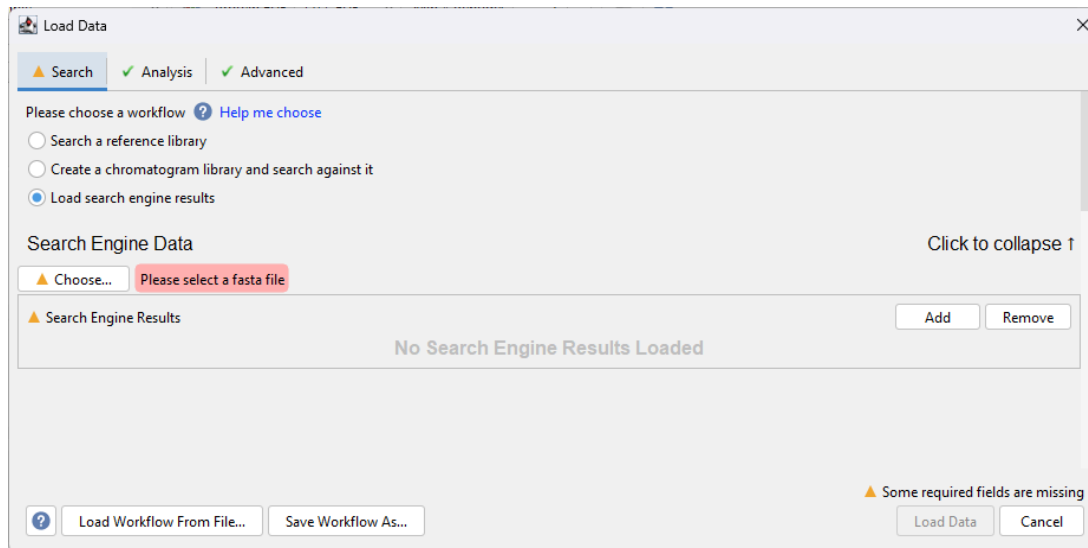 Load Data
Search Analysis Advanced
Please choose a workflow ? Help me choose
Search a reference library
Create a chromatogram library and search against it
Load search engine results
Search Engine Data Click to collapse ↑
Choose... Please select a fasta file
Search Engine Results Add Remove
No Search Engine Results Loaded
Some required fields are missing
? Load Workflow From File... Save Workflow As... Load Data Cancel